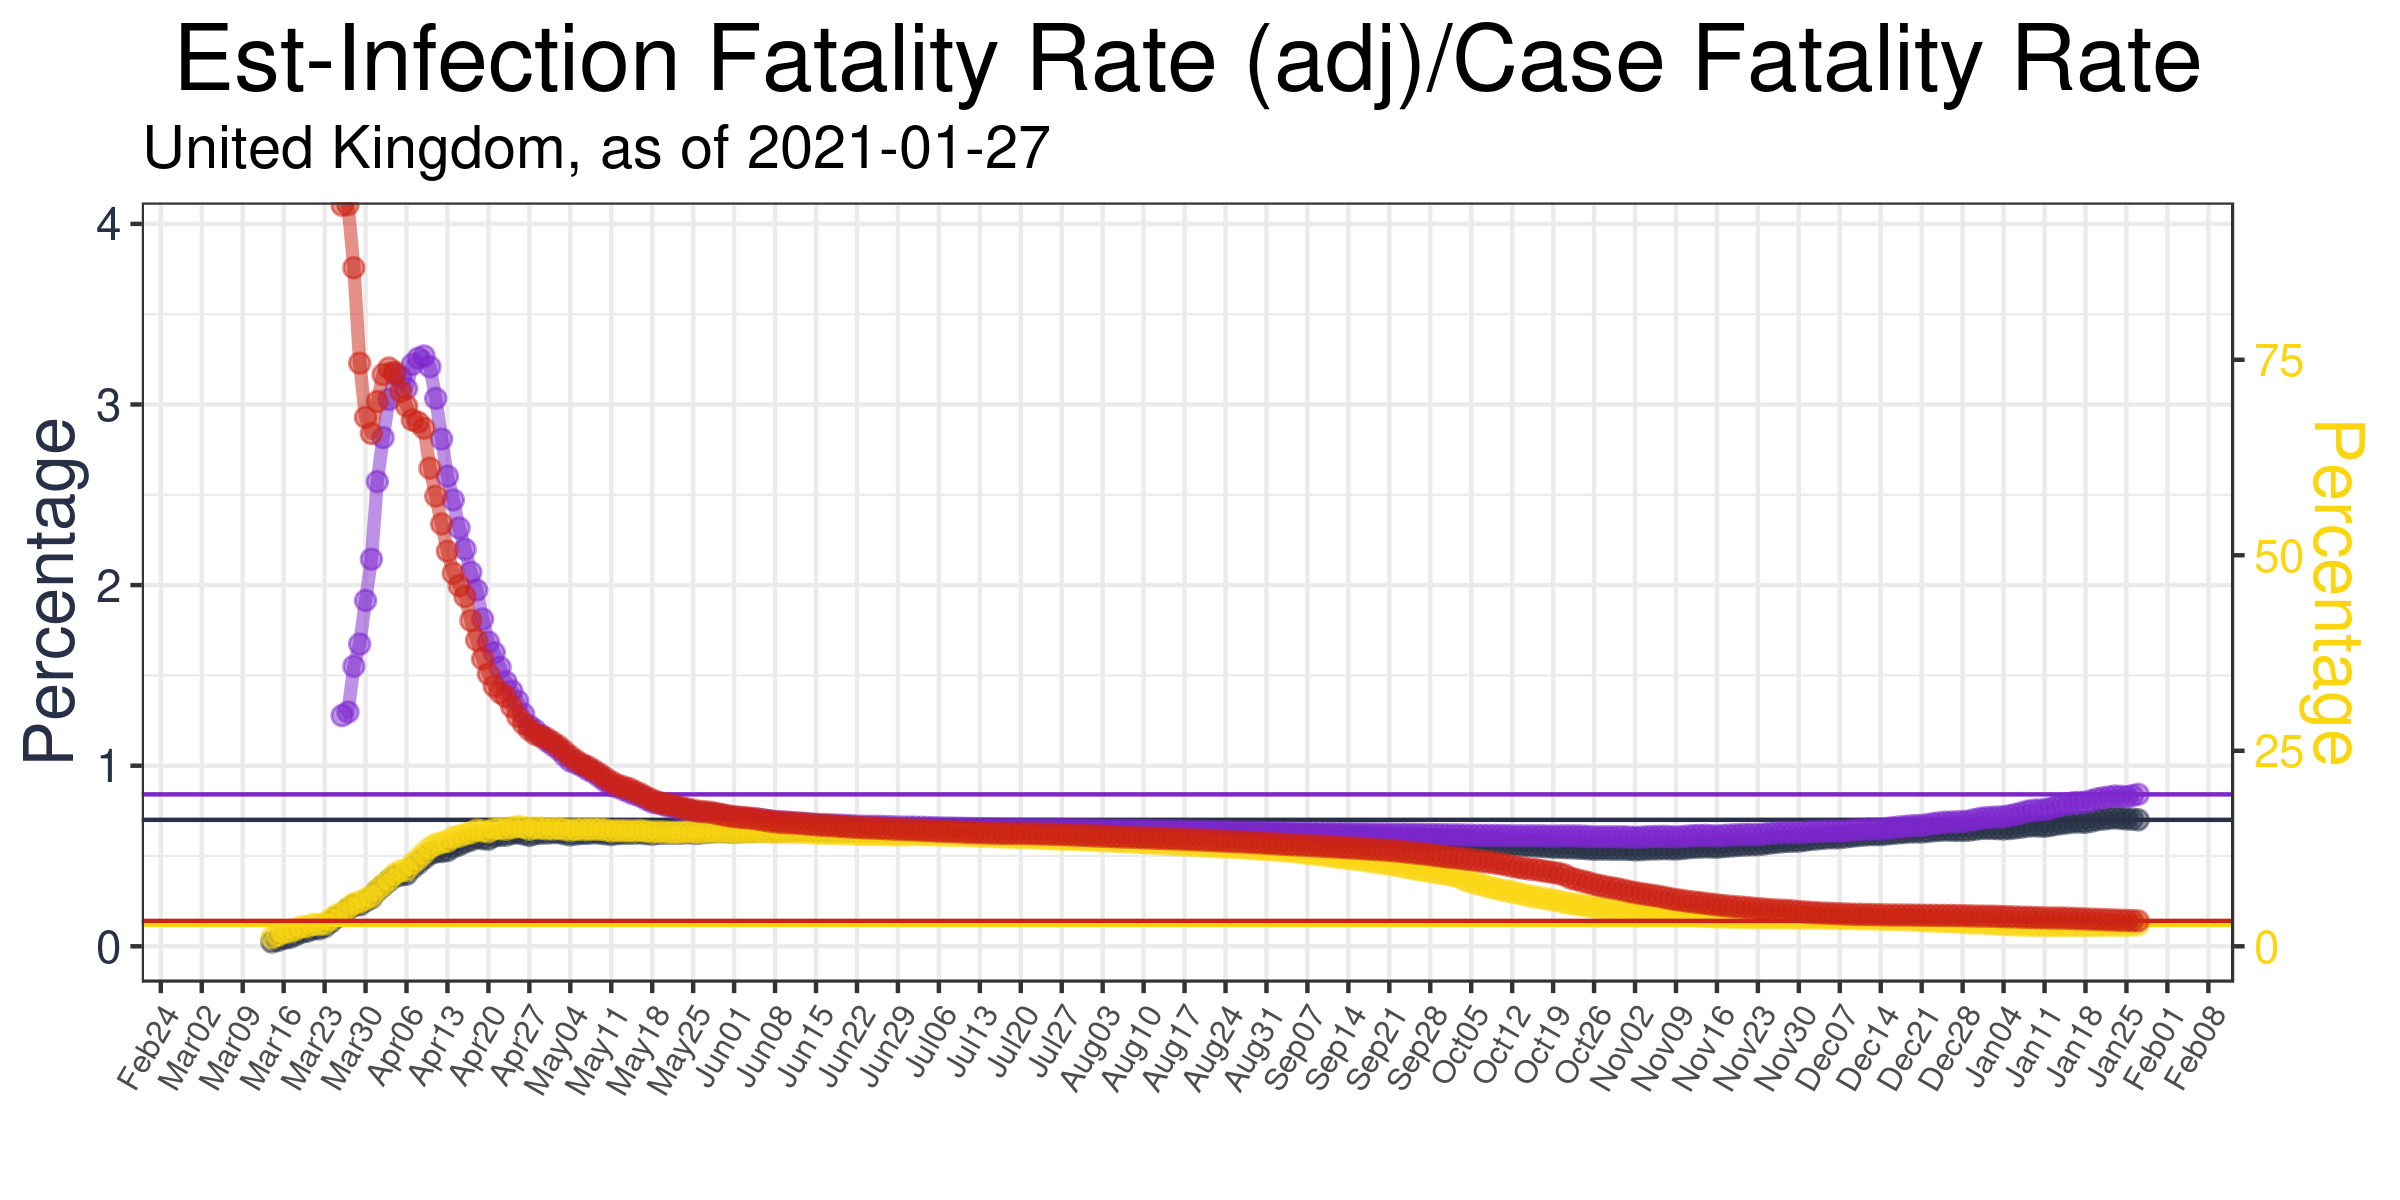 Est-Infection Fatality Rate (adj)/Case Fatality Rate
United Kingdom, as of 2021-01-27
Percentage
4
3
2
1
0
75
50
25
0
Percentage
Feb24 Mar02 Mar09 Mar16 Mar23 Mar30 Apr06 Apr13 Apr20 Apr27 May04 May11 May18 May25 Jun01 Jun08 Jun15 Jun22 Jun29 Jul06 Jul13 Jul20 Jul27 Aug03 Aug10 Aug17 Aug24 Aug31 Sep07 Sep14 Sep21 Sep28 Oct05 Oct12 Oct19 Oct26 Nov02 Nov09 Nov16 Nov23 Nov30 Dec07 Dec14 Dec21 Dec28 Jan04 Jan11 Jan18 Jan25 Feb01 Feb08